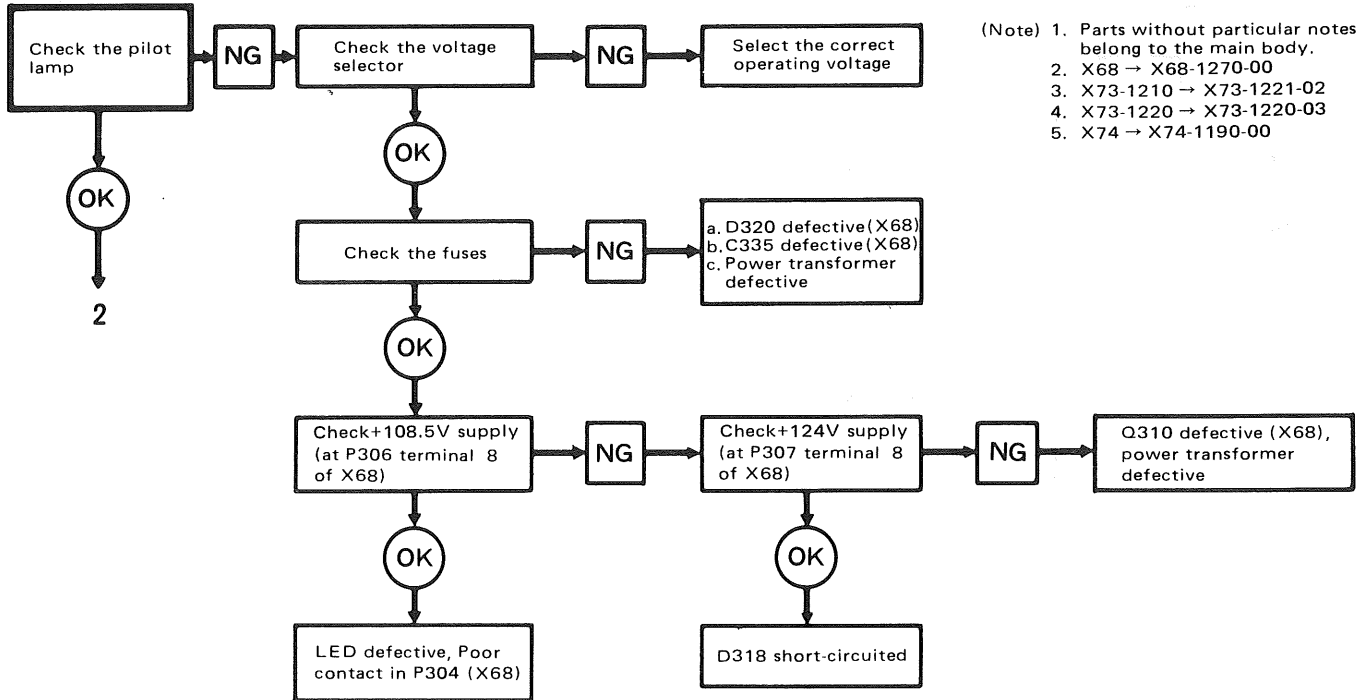 Check the pilot
lamp
NG
Check the voltage
selector
NG
Select the correct
operating voltage
(Note) 1. Parts without particular notes
belong to the main body.
2. X68 → X68-1270-00
3. X73-1210 → X73-1221-02
4. X73-1220 → X73-1220-03
5. X74 → X74-1190-00
OK
OK
2
Check the fuses
NG
a. D320 defective (X68)
b. C335 defective (X68)
c. Power transformer
defective
OK
Check+108.5V supply
(at P306 terminal 8
of X68)
NG
Check+124V supply
(at P307 terminal 8
of X68)
NG
Q310 defective (X68),
power transformer
defective
OK
OK
LED defective, Poor
contact in P304 (X68)
D318 short-circuited